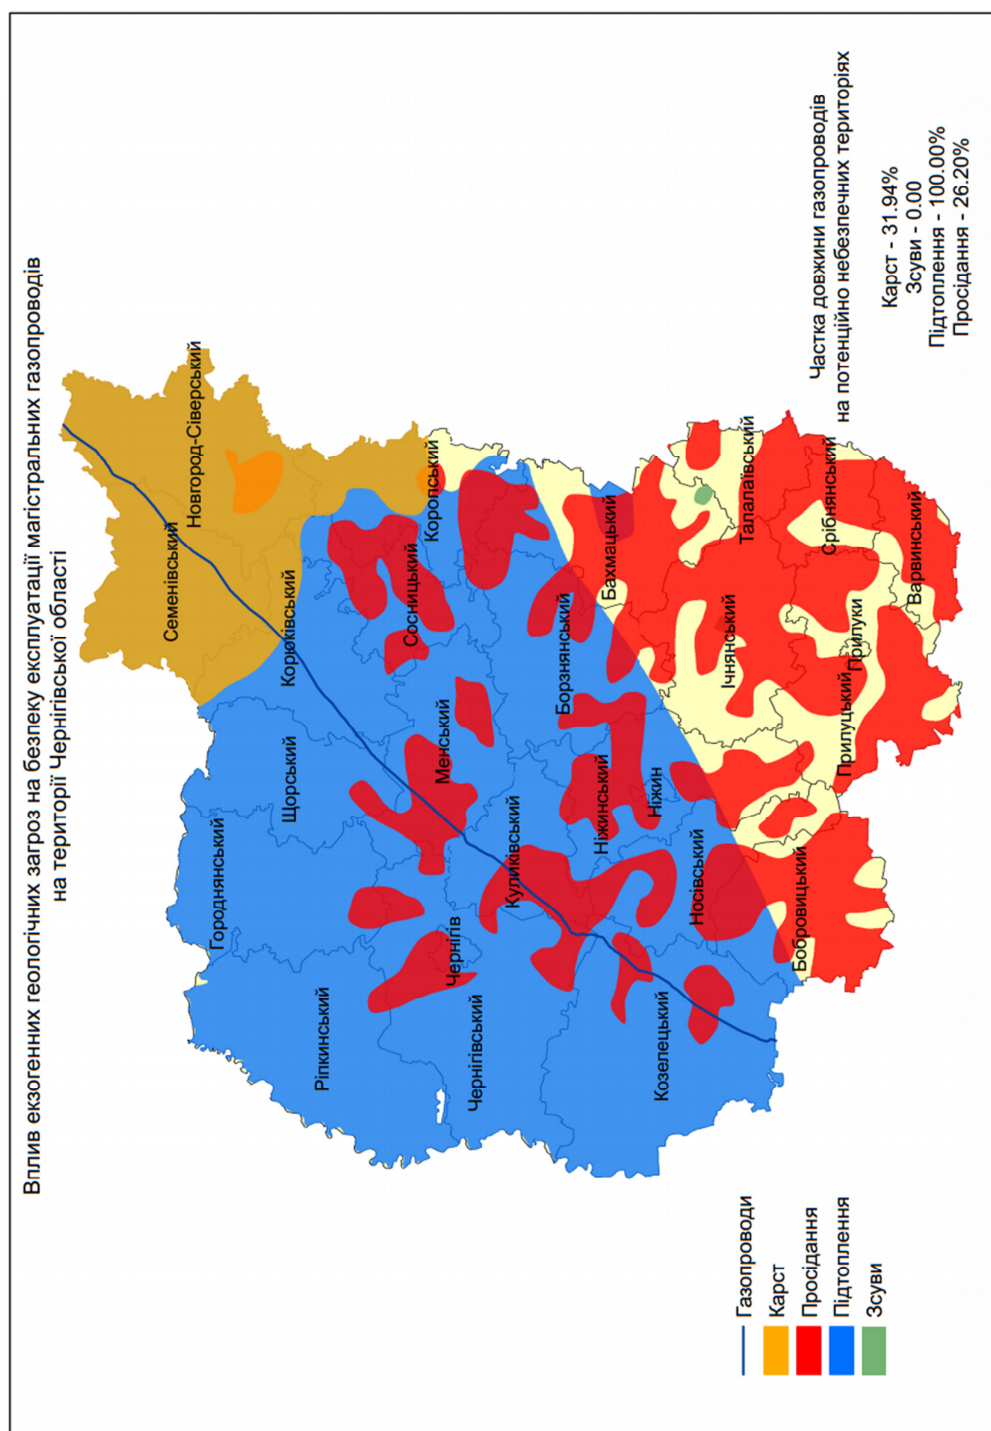 Вплив екзогенних геологічних загроз на безпеку експлуатації магістральних газопроводів
на території Чернігівської області
Семенівський
Новгород-Сіверський
Городнянський
Щорський
Корюківський
Ріпкинський
Сосницький
Коропський
Менський
Чернігів
Чернігівський
Куликівський
Борзнянський
Бахмацький
Ніжинський
Ніжин
Козелецький
Носівський
Ічнянський
Талалаївський
Бобровицький
Прилуцький
Прилуки
Срібнянський
Варвинський
Газопроводи
Карст
Просідання
Підтоплення
Зсуви
Частка довжини газопроводів
на потенційно небезпечних територіях
Карст - 31.94%
Зсуви - 0.00
Підтоплення - 100.00%
Просідання - 26.20%